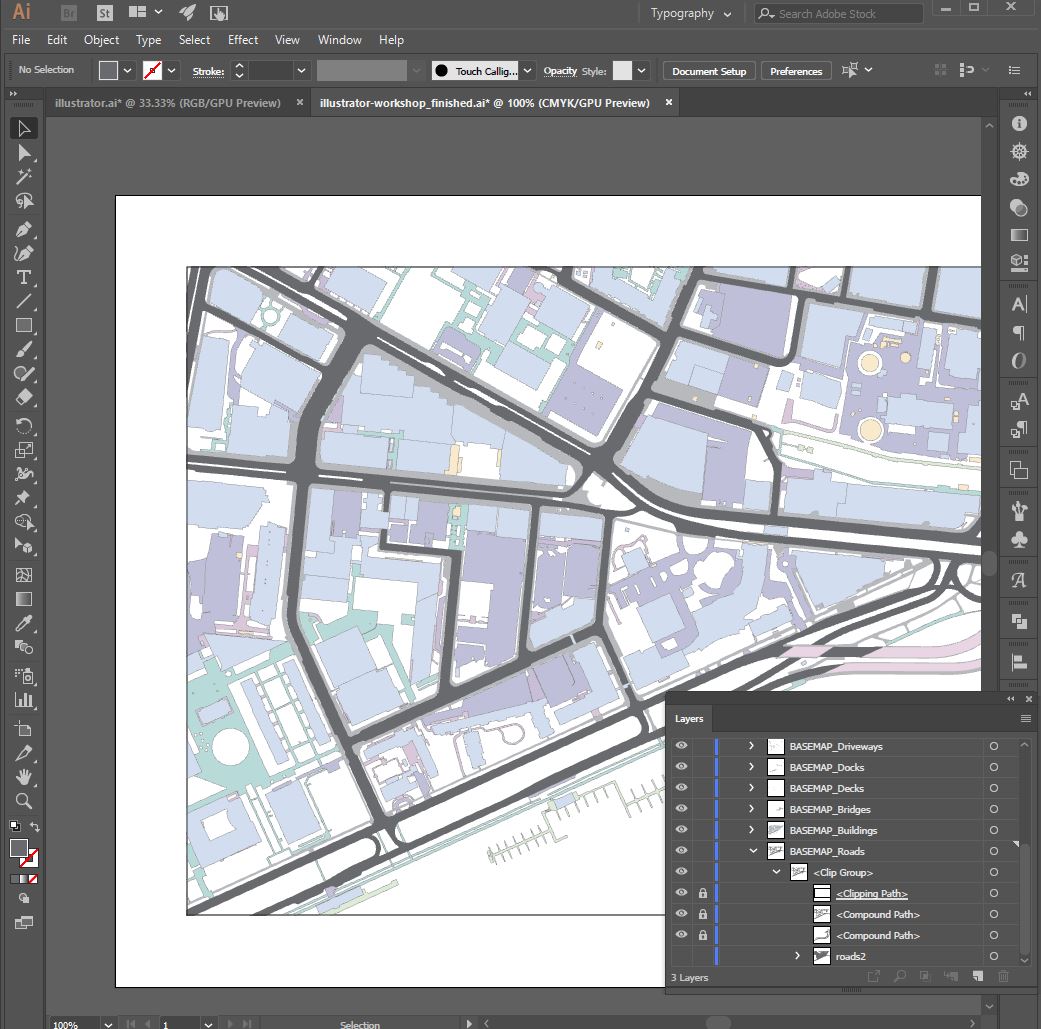 Ai Br St Typography Search Adobe Stock
File Edit Object Type Select Effect View Window Help
No Selection Stroke: Touch Callig... Opacity Style: Document Setup Preferences
illustrator.ai* @ 33.33% (RGB/GPU Preview) × illustrator-workshop_finished.ai* @ 100% (CMYK/GPU Preview) ×
Layers
BASEMAP_Driveways
BASEMAP_Docks
BASEMAP_Decks
BASEMAP_Bridges
BASEMAP_Buildings
BASEMAP_Roads
<Clip Group>
<Clipping Path>
<Compound Path>
<Compound Path>
roads2
3 Layers
100% 1 Selection